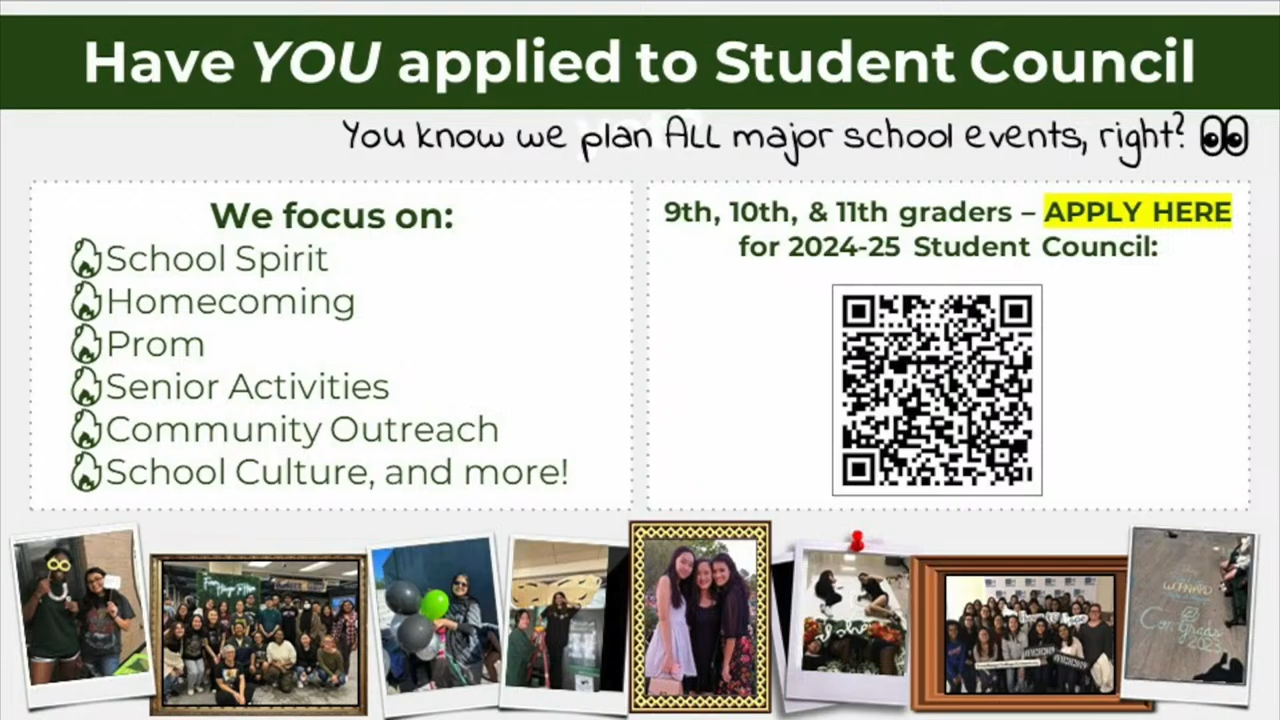 Have YOU applied to Student Council
You know we plan ALL major school events, right?
We focus on:
School Spirit
Homecoming
Prom
Senior Activities
Community Outreach
School Culture, and more!
9th, 10th, & 11th graders – APPLY HERE
for 2024-25 Student Council:
Congrats
2023